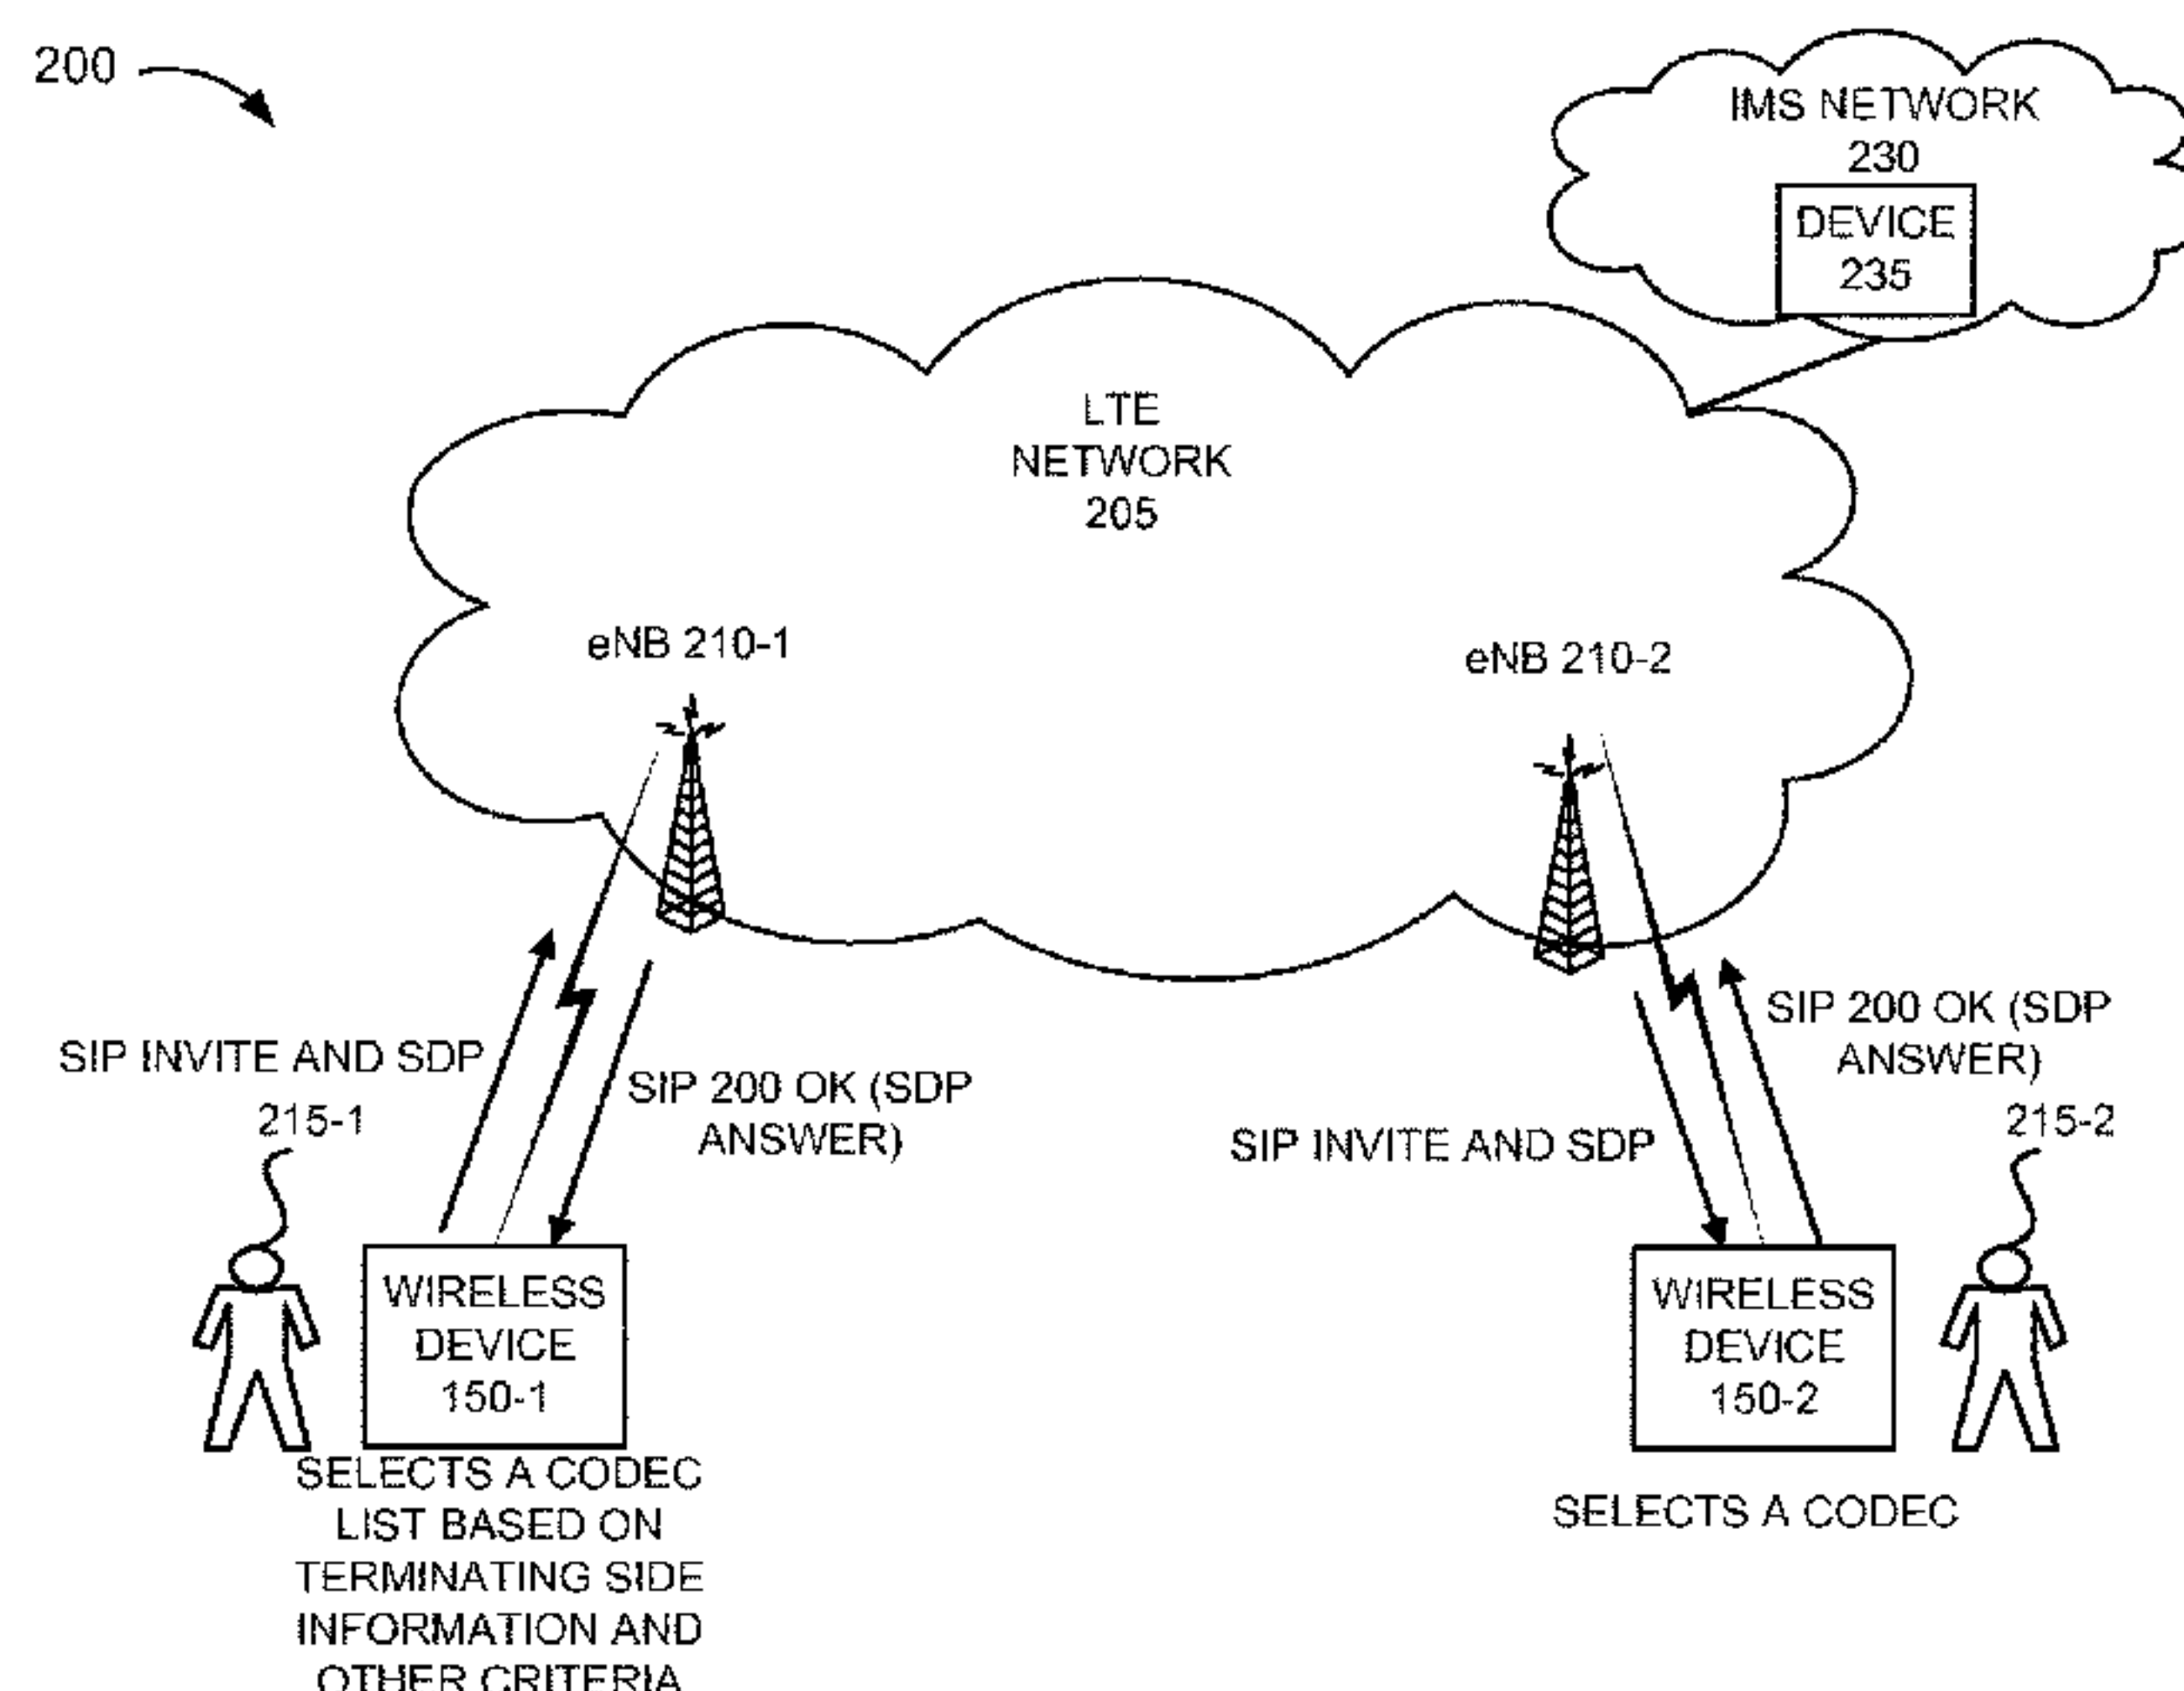 200
IMS NETWORK
230
DEVICE
235
LTE
NETWORK
205
eNB 210-1
eNB 210-2
SIP INVITE AND SDP
SIP 200 OK (SDP
ANSWER)
SIP 200 OK (SDP
ANSWER)
SIP INVITE AND SDP
215-1
215-2
WIRELESS
DEVICE
150-1
WIRELESS
DEVICE
150-2
SELECTS A CODEC
LIST BASED ON
TERMINATING SIDE
INFORMATION AND
OTHER CRITERIA
SELECTS A CODEC